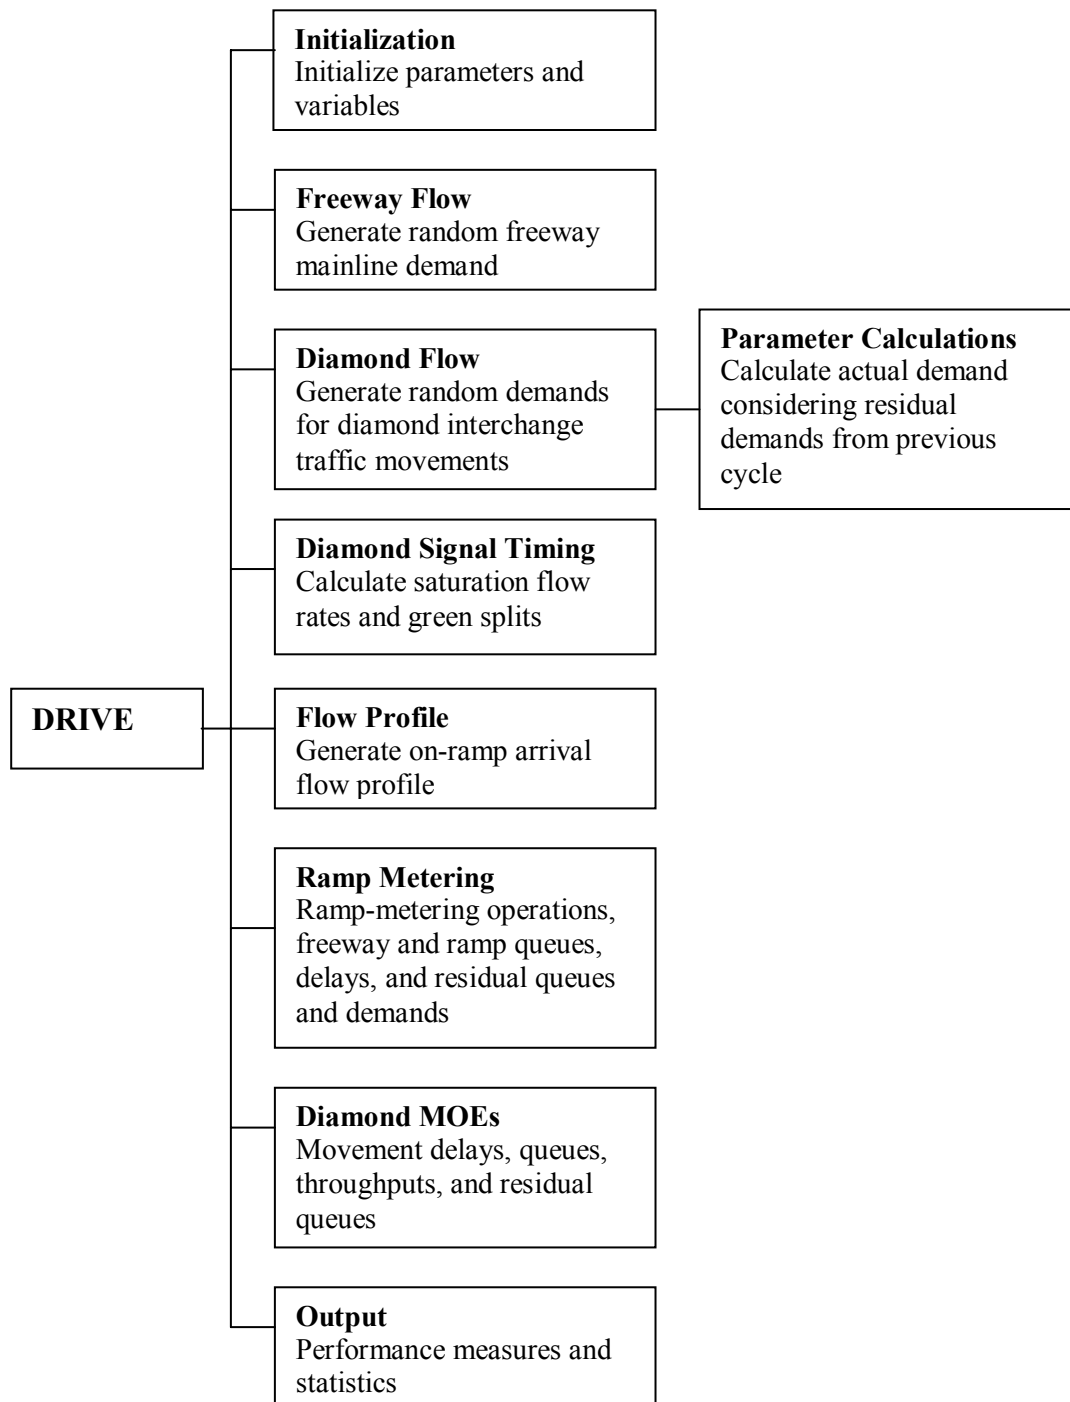 Initialization
Initialize parameters and
variables
Freeway Flow
Generate random freeway
mainline demand
Diamond Flow
Generate random demands
for diamond interchange
traffic movements
Parameter Calculations
Calculate actual demand
considering residual
demands from previous
cycle
Diamond Signal Timing
Calculate saturation flow
rates and green splits
DRIVE
Flow Profile
Generate on-ramp arrival
flow profile
Ramp Metering
Ramp-metering operations,
freeway and ramp queues,
delays, and residual queues
and demands
Diamond MOEs
Movement delays, queues,
throughputs, and residual
queues
Output
Performance measures and
statistics